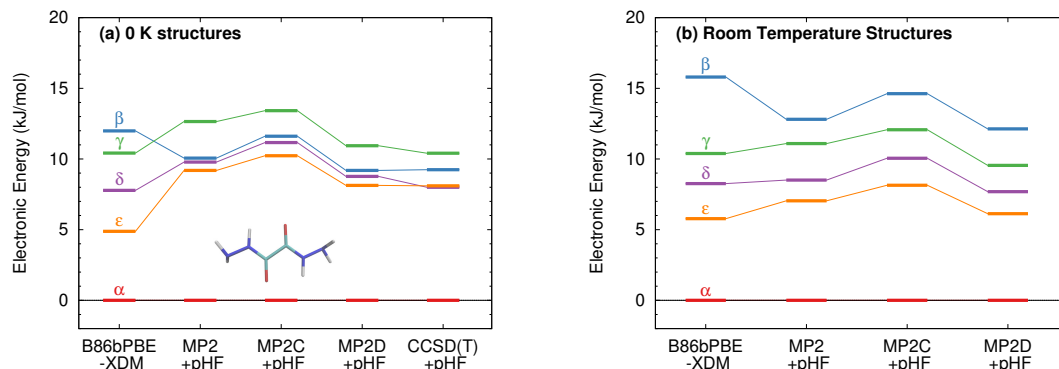 (a) 0 K structures
Electronic Energy (kJ/mol)
20
15
10
5
0
β
γ
δ
ε
α
B86bPBE
-XDM
MP2
+pHF
MP2C
+pHF
MP2D
+pHF
CCSD(T)
+pHF
(b) Room Temperature Structures
Electronic Energy (kJ/mol)
20
15
10
5
0
β
γ
δ
ε
α
B86bPBE
-XDM
MP2
+pHF
MP2C
+pHF
MP2D
+pHF